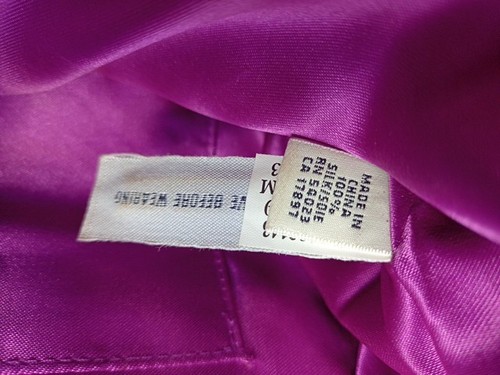 MADE IN
CHINA
100%
SILK/SOIE
RN 54023
CA 17897
BEFORE WEARING
M